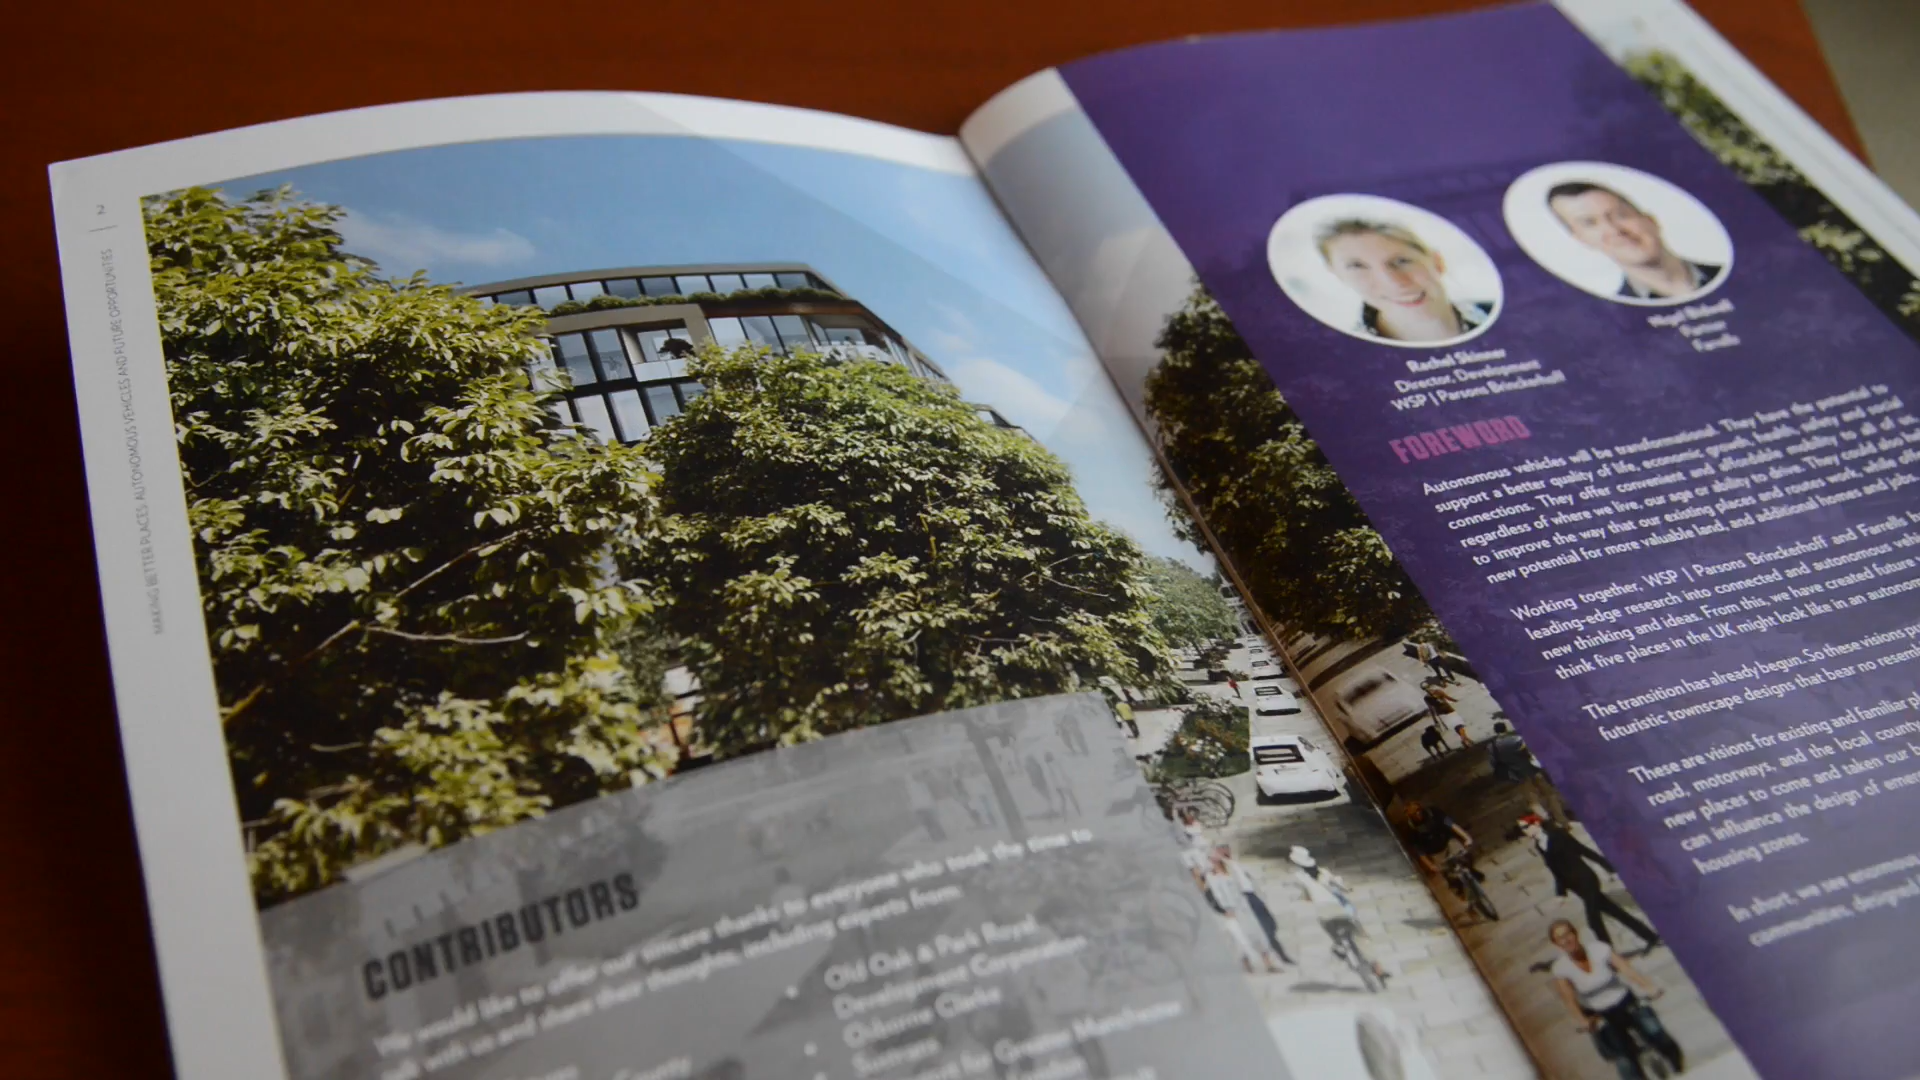 2
MAKING BETTER PLACES: AUTONOMOUS VEHICLES AND FUTURE OPPORTUNITIES
CONTRIBUTORS
We would like to offer our sincere thanks to everyone who took the time to
talk with us and share their thoughts, including experts from:
County
Old Oak & Park Royal
Development Corporation
Osborne Clarke
Sustrans
for Greater Manchester
Rachel Skinner
Director, Development
WSP | Parsons Brinckerhoff
Partner
Farrells
FOREWORD
Autonomous vehicles will be transformational. They have the potential to
support a better quality of life, economic growth, health, safety and social
connections. They offer convenient and affordable mobility to all of us,
regardless of where we live, our age or ability to drive. They could also help
to improve the way that our existing places and routes work, while
new potential for more valuable land, and additional homes and jobs.
Working together, WSP | Parsons Brinckerhoff and Farrells
leading-edge research into connected and autonomous
new thinking and ideas. From this, we have created future
think five places in the UK might look like in an
The transition has already begun. So these visions
futuristic townscape designs that bear no
These are visions for existing and familiar
road, motorways, and the local county
new places to come and taken our
can influence the design of
housing zones.
In short, we see enormous
communities, designed